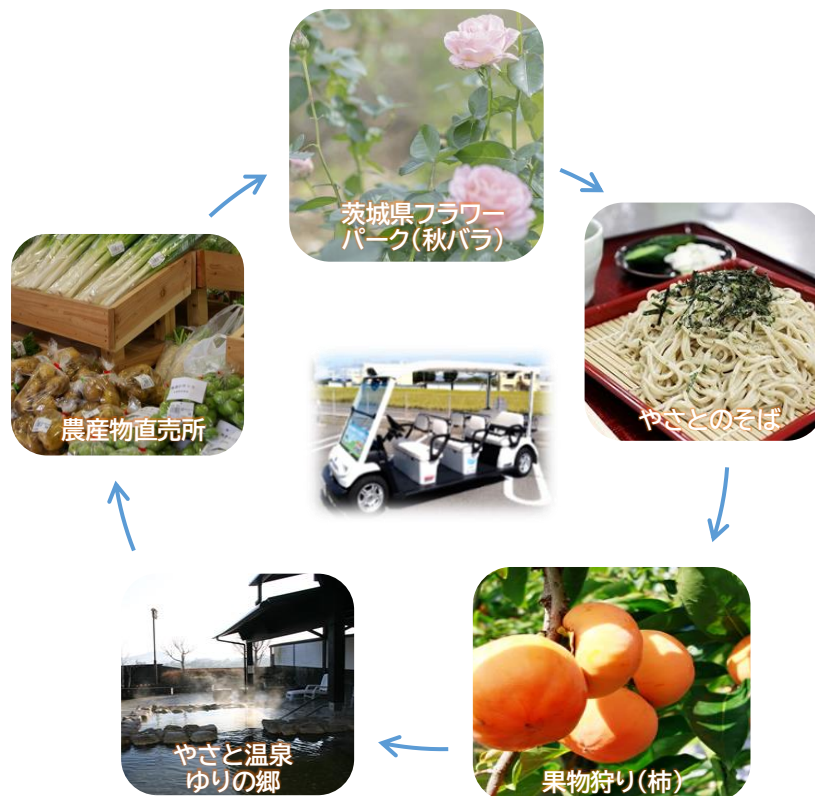 茨城県フラワー
パーク(秋バラ)
やさとのそば
果物狩り(柿)
やさと温泉
ゆりの郷
農産物直売所